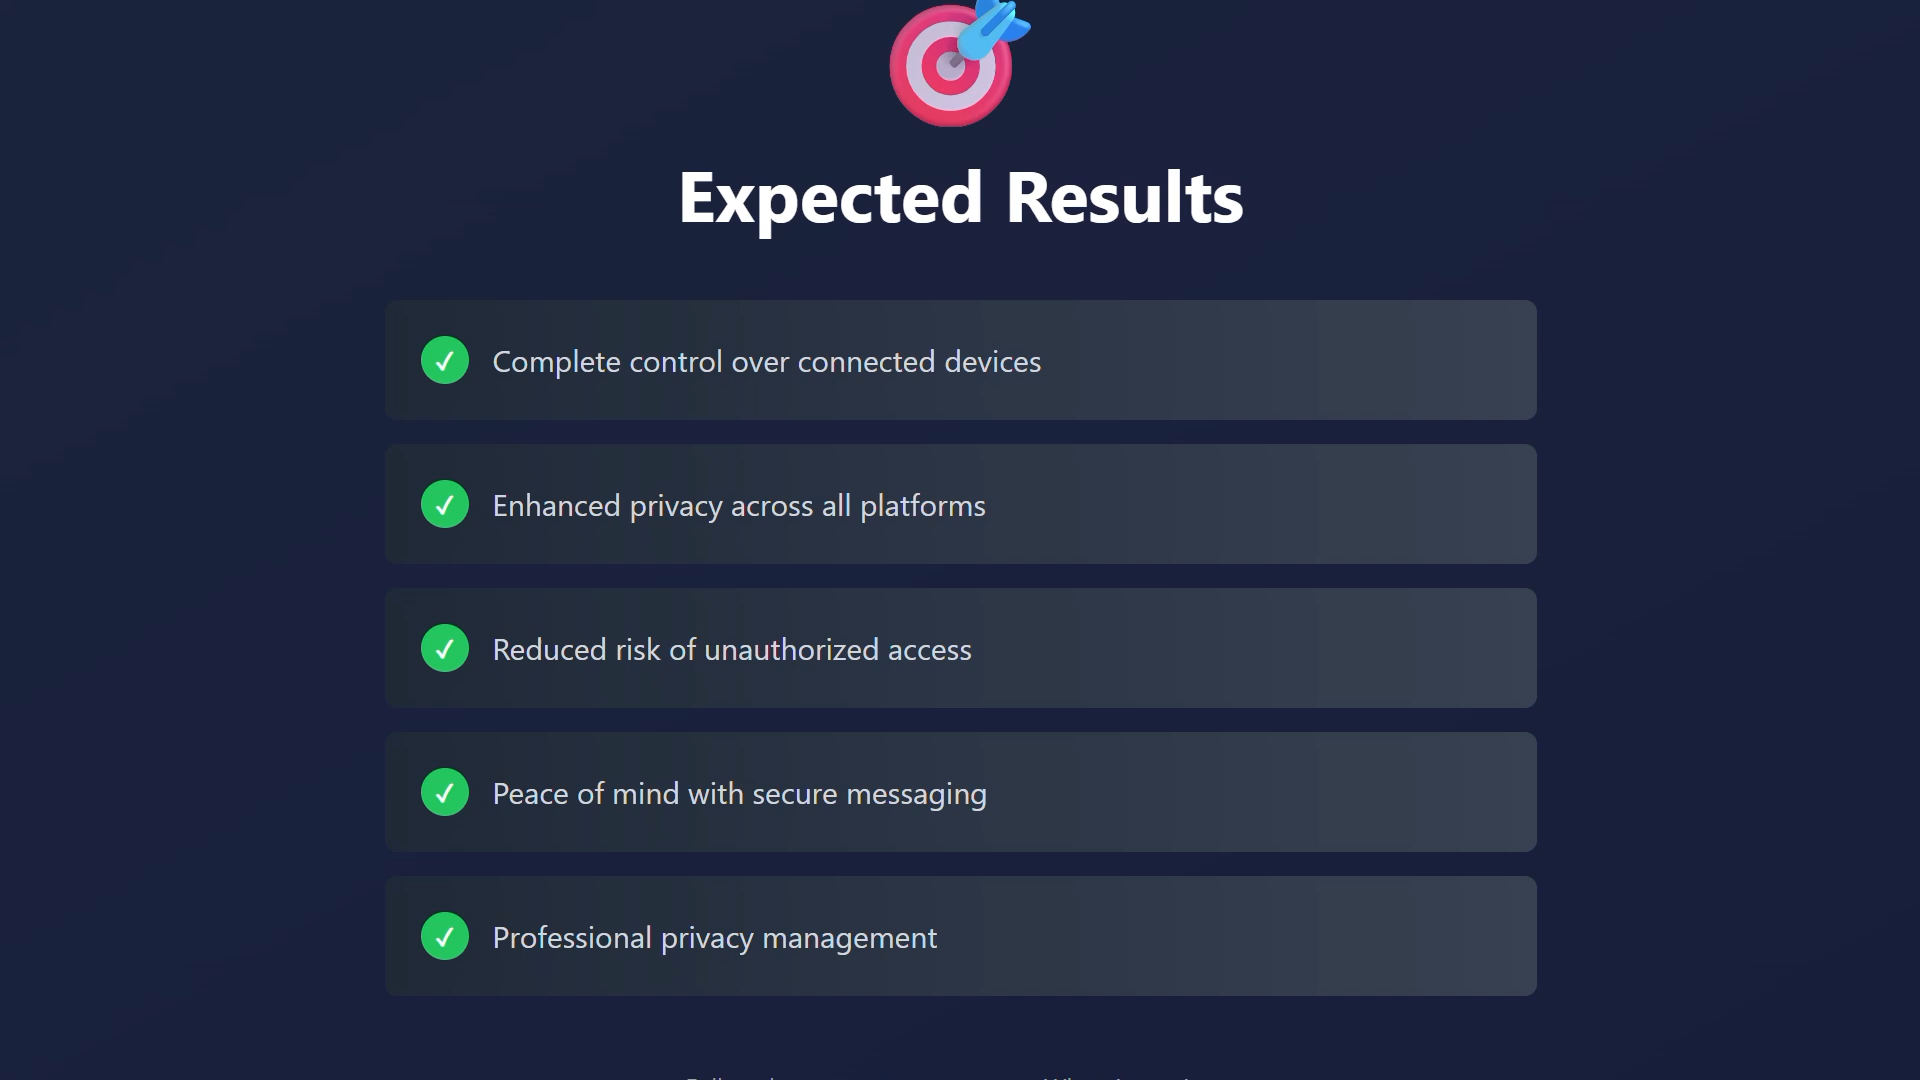 Expected Results
✓ Complete control over connected devices
✓ Enhanced privacy across all platforms
✓ Reduced risk of unauthorized access
✓ Peace of mind with secure messaging
✓ Professional privacy management